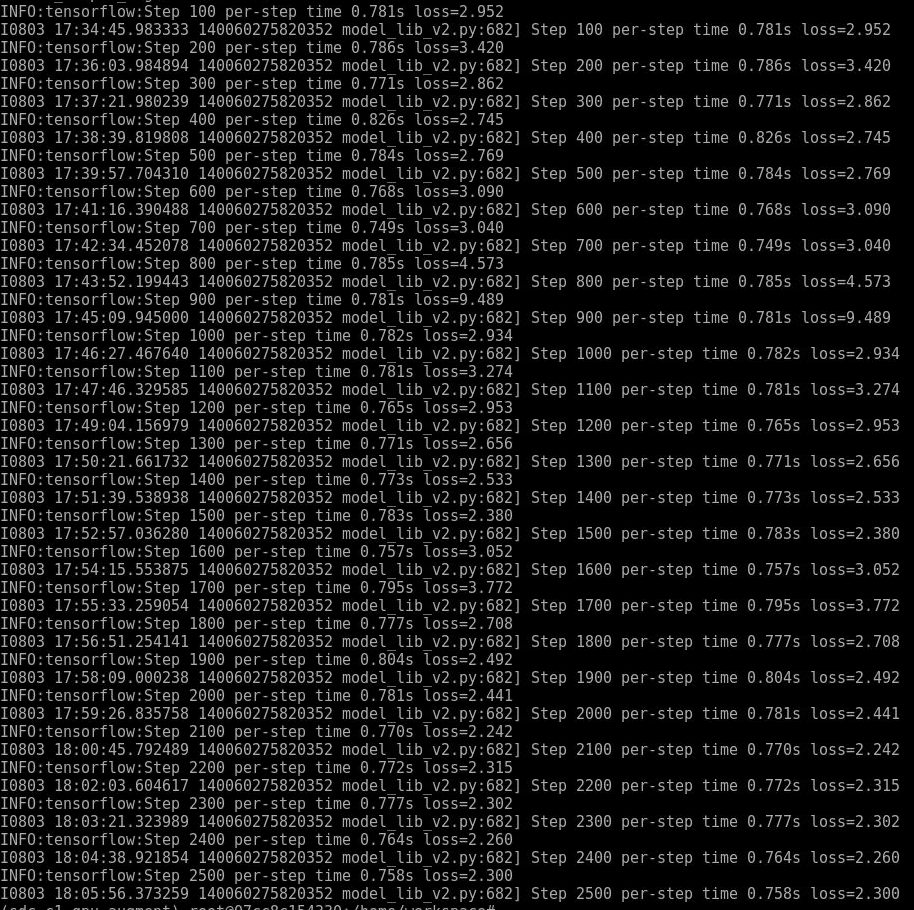 INFO:tensorflow:Step 100 per-step time 0.781s loss=2.952
I0803 17:34:45.983333 140060275820352 model_lib_v2.py:682] Step 100 per-step time 0.781s loss=2.952
INFO:tensorflow:Step 200 per-step time 0.786s loss=3.420
I0803 17:36:03.984894 140060275820352 model_lib_v2.py:682] Step 200 per-step time 0.786s loss=3.420
INFO:tensorflow:Step 300 per-step time 0.771s loss=2.862
I0803 17:37:21.980239 140060275820352 model_lib_v2.py:682] Step 300 per-step time 0.771s loss=2.862
INFO:tensorflow:Step 400 per-step time 0.826s loss=2.745
I0803 17:38:39.819808 140060275820352 model_lib_v2.py:682] Step 400 per-step time 0.826s loss=2.745
INFO:tensorflow:Step 500 per-step time 0.784s loss=2.769
I0803 17:39:57.704310 140060275820352 model_lib_v2.py:682] Step 500 per-step time 0.784s loss=2.769
INFO:tensorflow:Step 600 per-step time 0.768s loss=3.090
I0803 17:41:16.390488 140060275820352 model_lib_v2.py:682] Step 600 per-step time 0.768s loss=3.090
INFO:tensorflow:Step 700 per-step time 0.749s loss=3.040
I0803 17:42:34.452078 140060275820352 model_lib_v2.py:682] Step 700 per-step time 0.749s loss=3.040
INFO:tensorflow:Step 800 per-step time 0.785s loss=4.573
I0803 17:43:52.199443 140060275820352 model_lib_v2.py:682] Step 800 per-step time 0.785s loss=4.573
INFO:tensorflow:Step 900 per-step time 0.781s loss=9.489
I0803 17:45:09.945000 140060275820352 model_lib_v2.py:682] Step 900 per-step time 0.781s loss=9.489
INFO:tensorflow:Step 1000 per-step time 0.782s loss=2.934
I0803 17:46:27.467640 140060275820352 model_lib_v2.py:682] Step 1000 per-step time 0.782s loss=2.934
INFO:tensorflow:Step 1100 per-step time 0.781s loss=3.274
I0803 17:47:46.329585 140060275820352 model_lib_v2.py:682] Step 1100 per-step time 0.781s loss=3.274
INFO:tensorflow:Step 1200 per-step time 0.765s loss=2.953
I0803 17:49:04.156979 140060275820352 model_lib_v2.py:682] Step 1200 per-step time 0.765s loss=2.953
INFO:tensorflow:Step 1300 per-step time 0.771s loss=2.656
I0803 17:50:21.661732 140060275820352 model_lib_v2.py:682] Step 1300 per-step time 0.771s loss=2.656
INFO:tensorflow:Step 1400 per-step time 0.773s loss=2.533
I0803 17:51:39.538938 140060275820352 model_lib_v2.py:682] Step 1400 per-step time 0.773s loss=2.533
INFO:tensorflow:Step 1500 per-step time 0.783s loss=2.380
I0803 17:52:57.036280 140060275820352 model_lib_v2.py:682] Step 1500 per-step time 0.783s loss=2.380
INFO:tensorflow:Step 1600 per-step time 0.757s loss=3.052
I0803 17:54:15.553875 140060275820352 model_lib_v2.py:682] Step 1600 per-step time 0.757s loss=3.052
INFO:tensorflow:Step 1700 per-step time 0.795s loss=3.772
I0803 17:55:33.259054 140060275820352 model_lib_v2.py:682] Step 1700 per-step time 0.795s loss=3.772
INFO:tensorflow:Step 1800 per-step time 0.777s loss=2.708
I0803 17:56:51.254141 140060275820352 model_lib_v2.py:682] Step 1800 per-step time 0.777s loss=2.708
INFO:tensorflow:Step 1900 per-step time 0.804s loss=2.492
I0803 17:58:09.000238 140060275820352 model_lib_v2.py:682] Step 1900 per-step time 0.804s loss=2.492
INFO:tensorflow:Step 2000 per-step time 0.781s loss=2.441
I0803 17:59:26.835758 140060275820352 model_lib_v2.py:682] Step 2000 per-step time 0.781s loss=2.441
INFO:tensorflow:Step 2100 per-step time 0.770s loss=2.242
I0803 18:00:45.792489 140060275820352 model_lib_v2.py:682] Step 2100 per-step time 0.770s loss=2.242
INFO:tensorflow:Step 2200 per-step time 0.772s loss=2.315
I0803 18:02:03.604617 140060275820352 model_lib_v2.py:682] Step 2200 per-step time 0.772s loss=2.315
INFO:tensorflow:Step 2300 per-step time 0.777s loss=2.302
I0803 18:03:21.323989 140060275820352 model_lib_v2.py:682] Step 2300 per-step time 0.777s loss=2.302
INFO:tensorflow:Step 2400 per-step time 0.764s loss=2.260
I0803 18:04:38.921854 140060275820352 model_lib_v2.py:682] Step 2400 per-step time 0.764s loss=2.260
INFO:tensorflow:Step 2500 per-step time 0.758s loss=2.300
I0803 18:05:56.373259 140060275820352 model_lib_v2.py:682] Step 2500 per-step time 0.758s loss=2.300